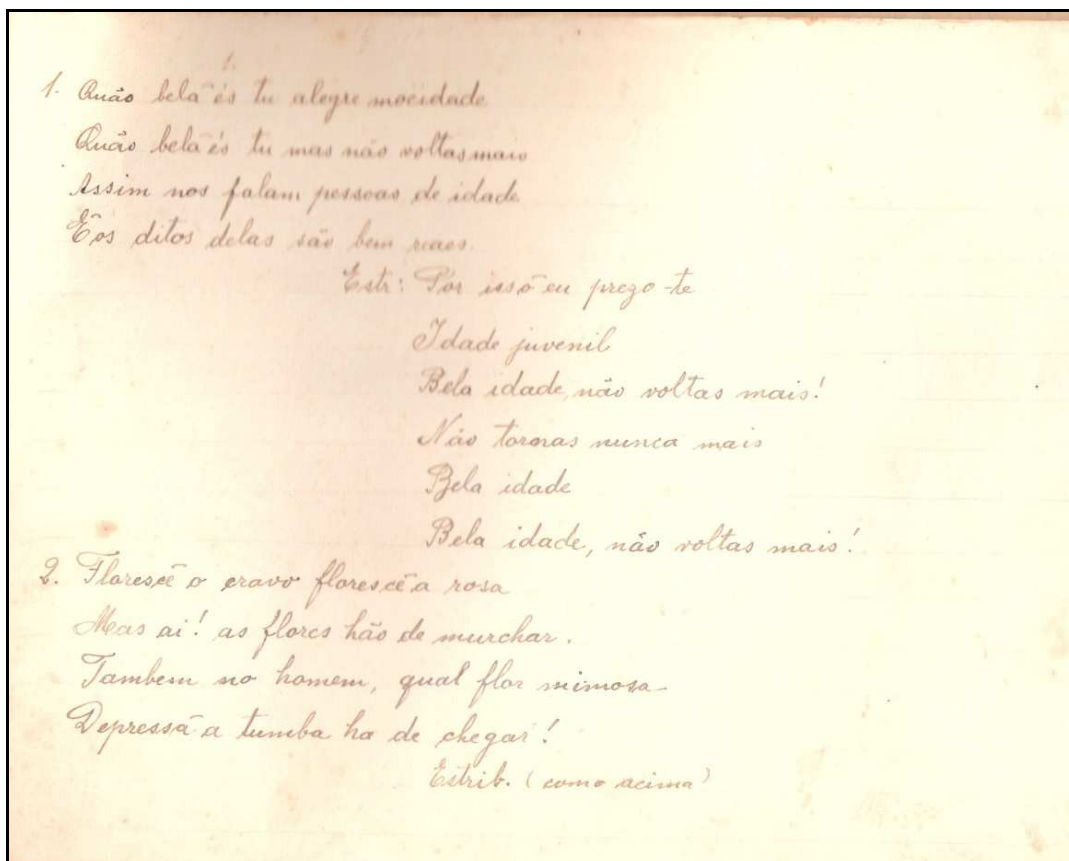 1. Quão bela és tu alegre mocidade
Quão bela és tu mas não voltas mais
Assim nos falam pessoas de idade
E os ditos delas são bem reaes.
Estr: Por isso eu prezo-te
Idade juvenil
Bela idade, não voltas mais!
Não tornas nunca mais
Bela idade
Bela idade, não voltas mais!
2. Floresce o cravo floresce a rosa
Mas ai! as flores hão de murchar.
Tambem no homem, qual flor mimosa
Depressa a tumba ha de chegar!
Estrib. (como acima)